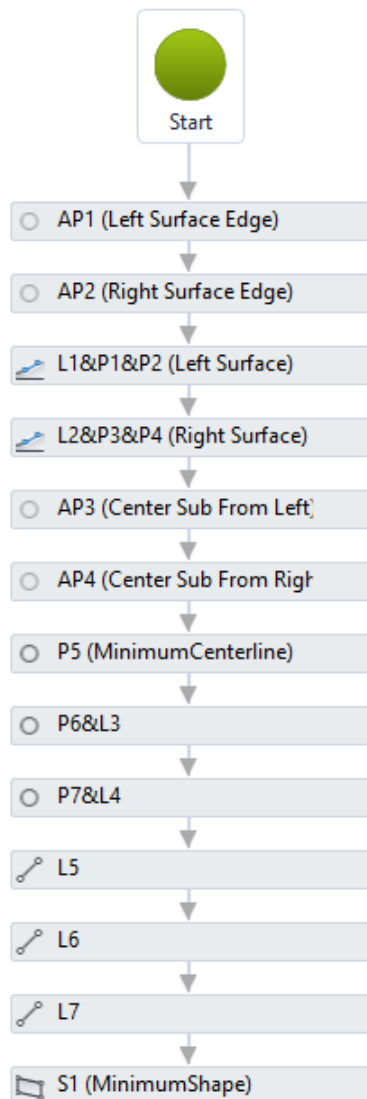 Start
AP1 (Left Surface Edge)
AP2 (Right Surface Edge)
L1&P1&P2 (Left Surface)
L2&P3&P4 (Right Surface)
AP3 (Center Sub From Left)
AP4 (Center Sub From Righ
P5 (MinimumCenterline)
P6&L3
P7&L4
L5
L6
L7
S1 (MinimumShape)